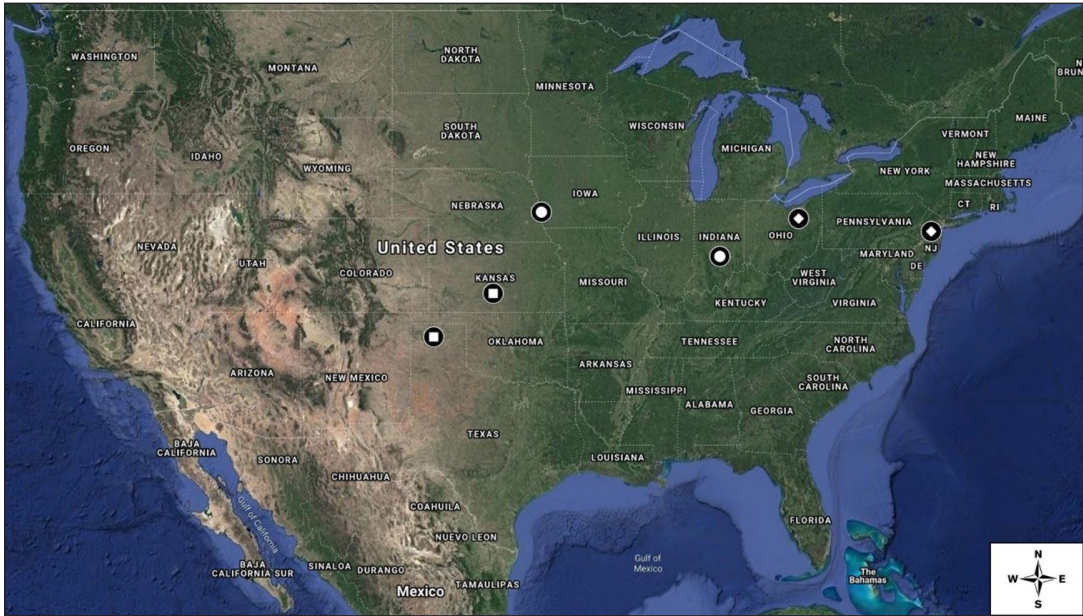 WASHINGTON
MONTANA
NORTH
DAKOTA
MINNESOTA
N
BRUN
MAINE
OREGON
IDAHO
SOUTH
DAKOTA
WISCONSIN
MICHIGAN
VERMONT
NEW
HAMPSHIRE
WYOMING
NEW YORK
MASSACHUSETTS
NEBRASKA
IOWA
CT
RI
NEVADA
United States
ILLINOIS
INDIANA
OHIO
PENNSYLVANIA
NJ
MARYLAND
DE
UTAH
COLORADO
KANSAS
MISSOURI
WEST
VIRGINIA
KENTUCKY
VIRGINIA
CALIFORNIA
OKLAHOMA
TENNESSEE
NORTH
CAROLINA
ARIZONA
NEW MEXICO
ARKANSAS
SOUTH
CAROLINA
MISSISSIPPI
ALABAMA
GEORGIA
BAJA
CALIFORNIA
SONORA
TEXAS
LOUISIANA
CHIHUAHUA
Gulf of California
COAHUILA
NUEVO LEON
FLORIDA
Gulf of
Mexico
BAJA
CALIFORNIA SUR
SINALOA
DURANGO
Mexico
TAMAULIPAS
The
Bahamas
N
W
E
S